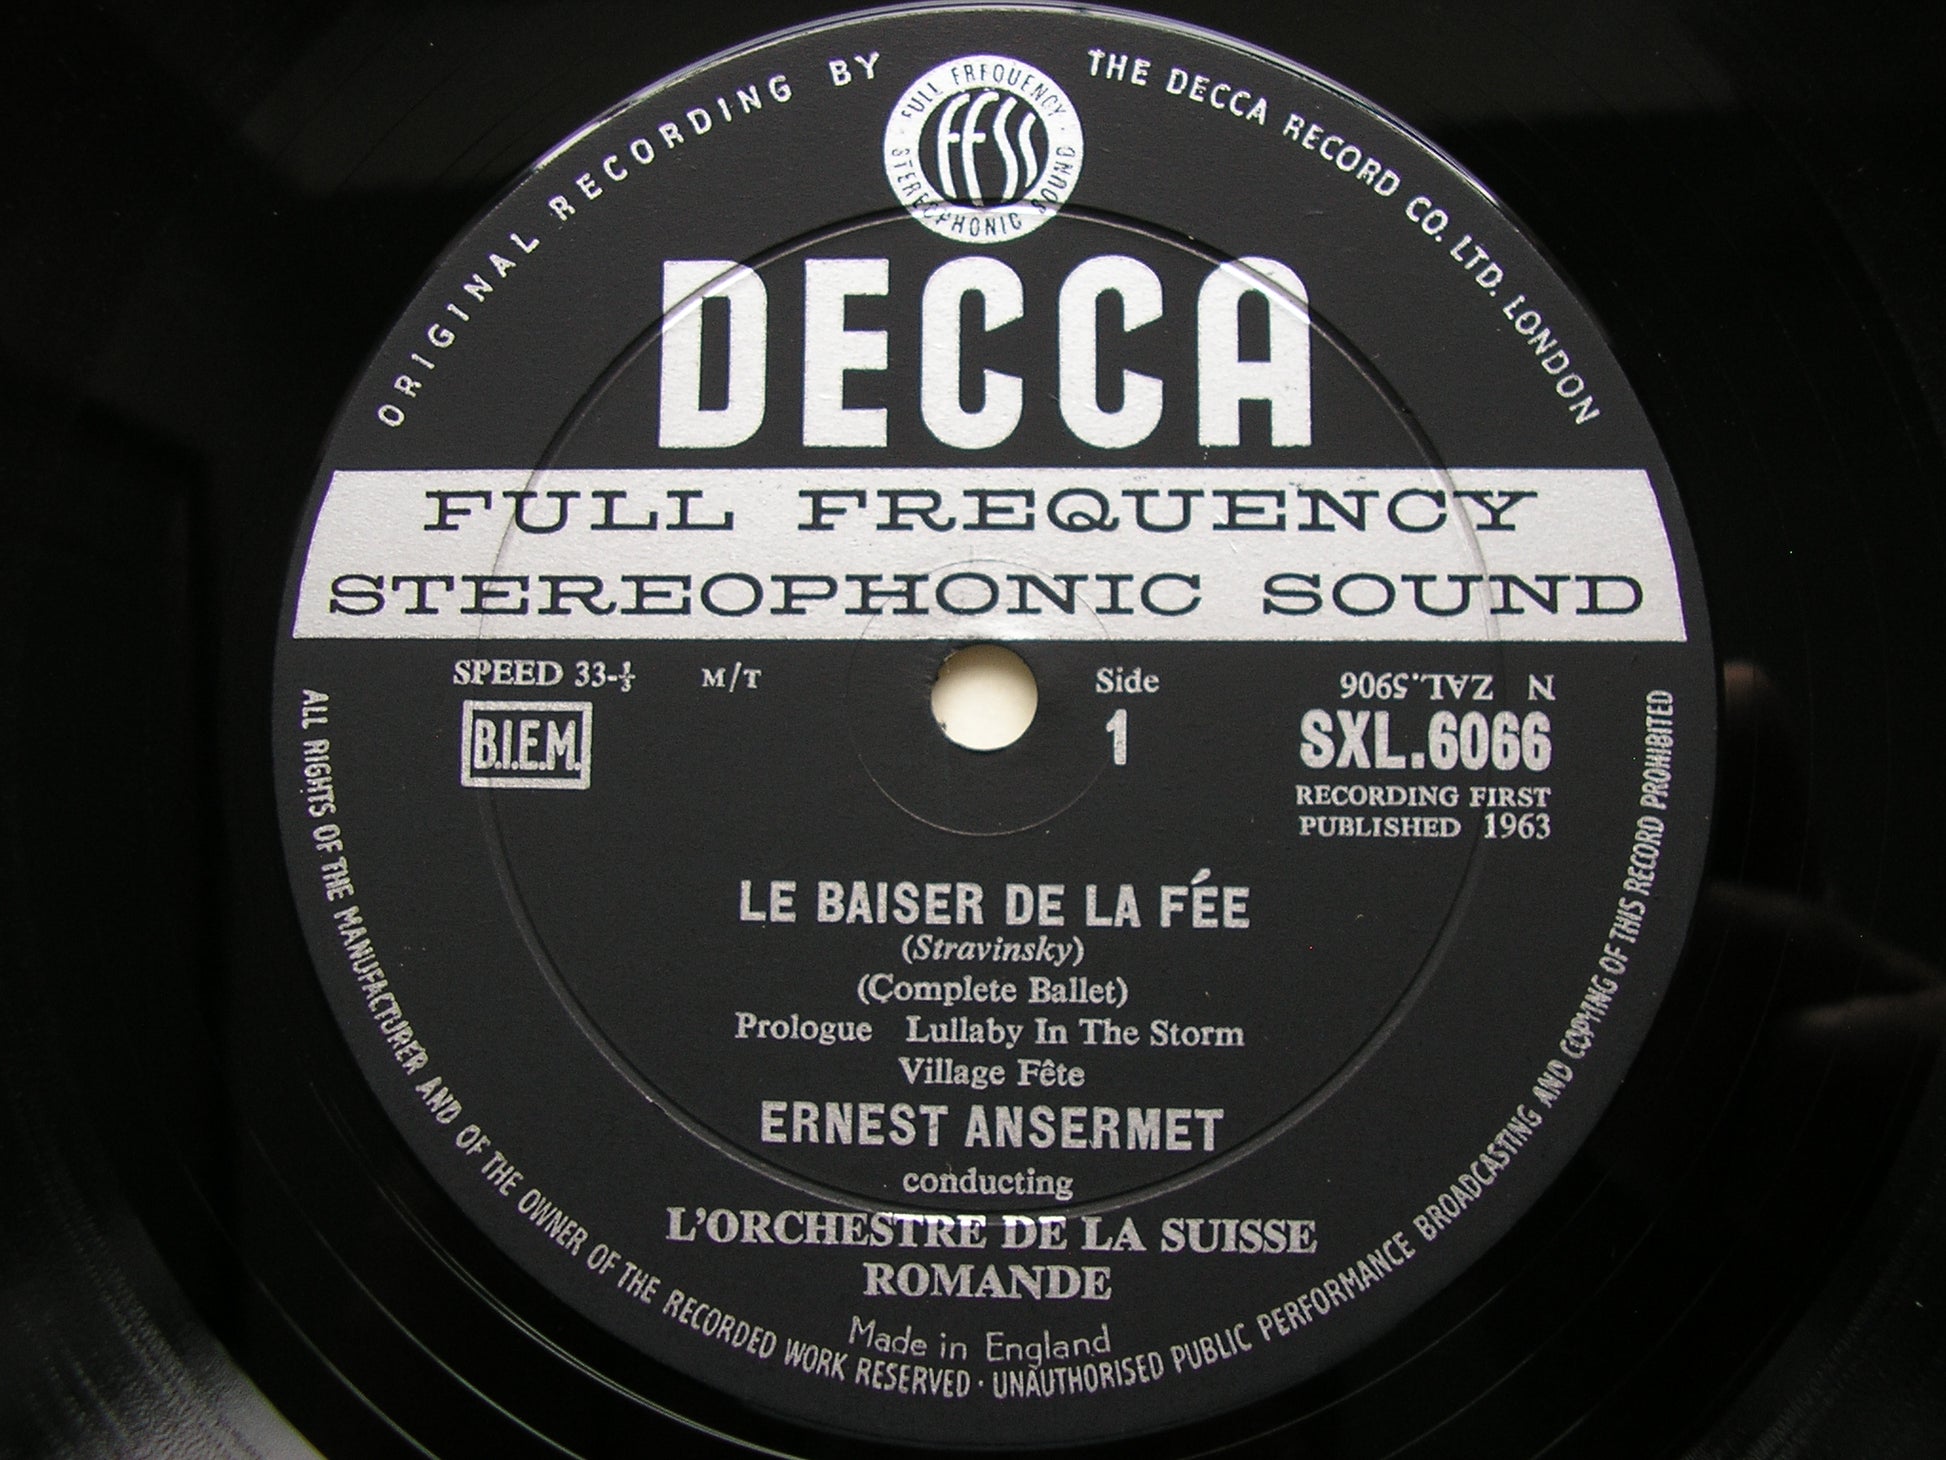 ORIGINAL RECORDING BY
THE DECCA RECORD CO. LTD. LONDON
FULL FREQUENCY
STEREOPHONIC SOUND
FFSS
DECCA
FULL FREQUENCY
STEREOPHONIC SOUND
SPEED 33-⅓ M/T
B.I.E.M.
Side
1
N ZAL.5906
SXL.6066
RECORDING FIRST
PUBLISHED 1963
LE BAISER DE LA FÉE
(Stravinsky)
(Complete Ballet)
Prologue Lullaby In The Storm
Village Fête
ERNEST ANSERMET
conducting
L'ORCHESTRE DE LA SUISSE
ROMANDE
Made in England
ALL RIGHTS OF THE MANUFACTURER AND OF THE OWNER OF THE RECORDED WORK RESERVED · UNAUTHORISED PUBLIC PERFORMANCE BROADCASTING AND COPYING OF THIS RECORD PROHIBITED